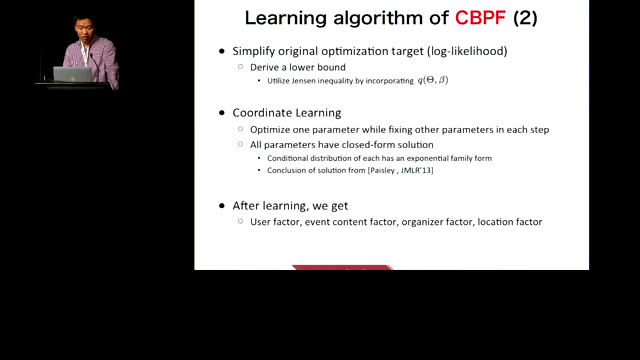 Learning algorithm of CBPF (2)
● Simplify original optimization target (log-likelihood)
○ Derive a lower bound
• Utilize Jensen inequality by incorporating q(Θ, β)
● Coordinate Learning
○ Optimize one parameter while fixing other parameters in each step
○ All parameters have closed-form solution
• Conditional distribution of each has an exponential family form
• Conclusion of solution from [Paisley , JMLR'13]
● After learning, we get
○ User factor, event content factor, organizer factor, location factor